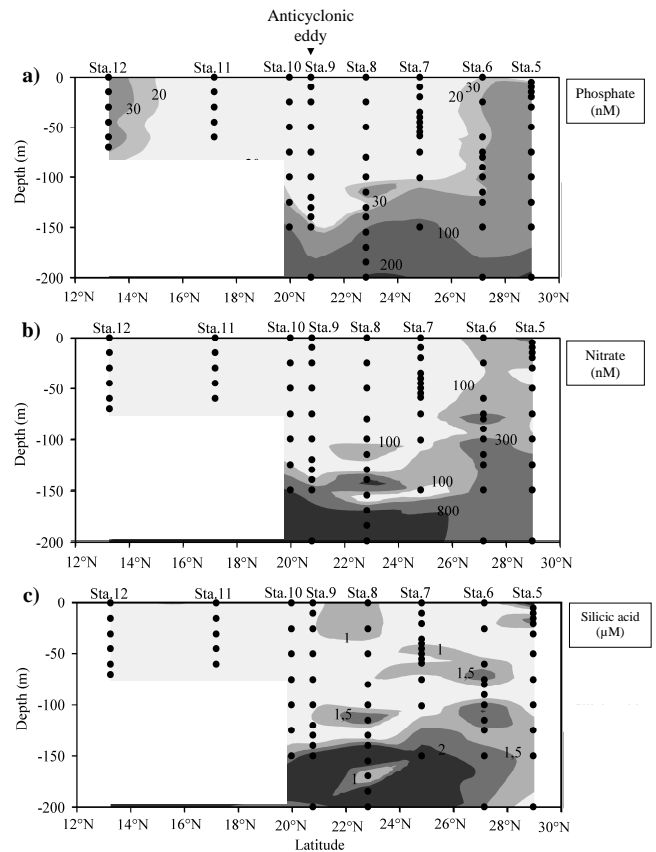 Anticyclonic
eddy
Sta.12 Sta.11 Sta.10 Sta.9 Sta.8 Sta.7 Sta.6 Sta.5
a)
Phosphate
(nM)
Depth (m)
0
-50
-100
-150
-200
20
30
30
20
30
100
200
12°N 14°N 16°N 18°N 20°N 22°N 24°N 26°N 28°N 30°N
b)
Sta.12 Sta.11 Sta.10 Sta.9 Sta.8 Sta.7 Sta.6 Sta.5
Nitrate
(nM)
Depth (m)
0
-50
-100
-150
-200
100
300
100
100
800
12°N 14°N 16°N 18°N 20°N 22°N 24°N 26°N 28°N 30°N
c)
Sta.12 Sta.11 Sta.10 Sta.9 Sta.8 Sta.7 Sta.6 Sta.5
Silicic acid
(µM)
Depth (m)
0
-50
-100
-150
-200
1
1
1,5
1,5
2
1,5
1
12°N 14°N 16°N 18°N 20°N 22°N 24°N 26°N 28°N 30°N
Latitude